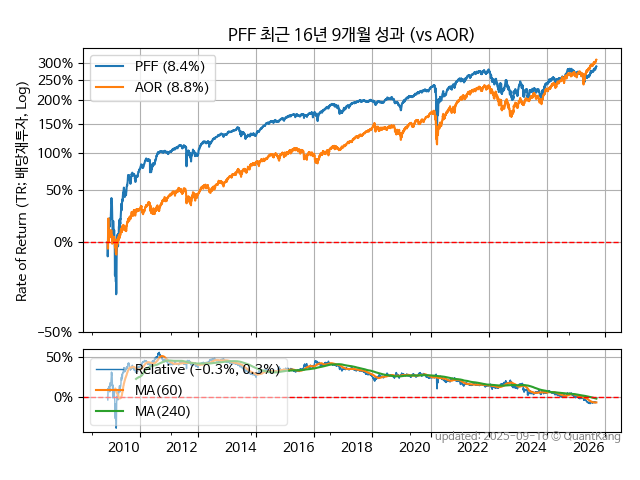 PFF 최근 16년 9개월 성과 (vs AOR)
Rate of Return (TR: 배당재투자, Log)
300%
250%
200%
150%
100%
50%
0%
−50%
PFF (8.4%)
AOR (8.8%)
50%
0%
Relative (−0.3%, 0.3%)
MA(60)
MA(240)
2010 2012 2014 2016 2018 2020 2022 2024 2026
updated: 2025-09-16 © QuantKang